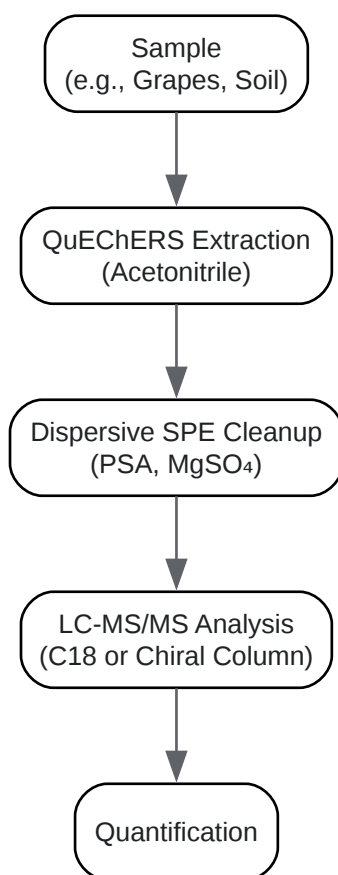 Sample
(e.g., Grapes, Soil)
QuEChERS Extraction
(Acetonitrile)
Dispersive SPE Cleanup
(PSA, MgSO₄)
LC-MS/MS Analysis
(C18 or Chiral Column)
Quantification